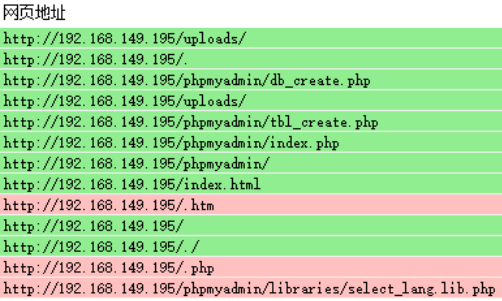 网页地址
http://192.168.149.195/uploads/
http://192.168.149.195/.
http://192.168.149.195/phpmyadmin/db_create.php
http://192.168.149.195/uploads/
http://192.168.149.195/phpmyadmin/tbl_create.php
http://192.168.149.195/phpmyadmin/index.php
http://192.168.149.195/phpmyadmin/
http://192.168.149.195/index.html
http://192.168.149.195/.htm
http://192.168.149.195/
http://192.168.149.195/./
http://192.168.149.195/.php
http://192.168.149.195/phpmyadmin/libraries/select_lang.lib.php